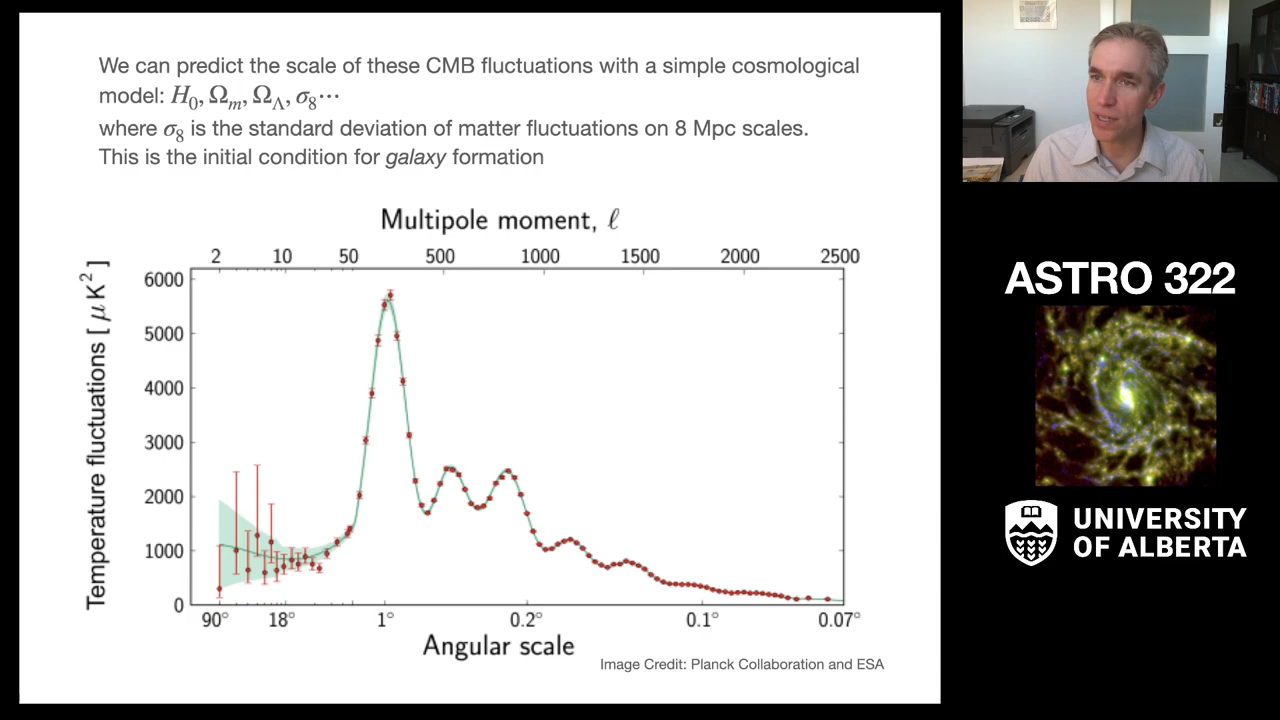 We can predict the scale of these CMB fluctuations with a simple cosmological
model: H₀, Ωₘ, Ω_Λ, σ₈⋯
where σ₈ is the standard deviation of matter fluctuations on 8 Mpc scales.
This is the initial condition for galaxy formation
Multipole moment, ℓ
2 10 50 500 1000 1500 2000 2500
Temperature fluctuations [ μ K² ]
6000
5000
4000
3000
2000
1000
0
90° 18° 1° 0.2° 0.1° 0.07°
Angular scale
Image Credit: Planck Collaboration and ESA
ASTRO 322
UNIVERSITY
OF ALBERTA